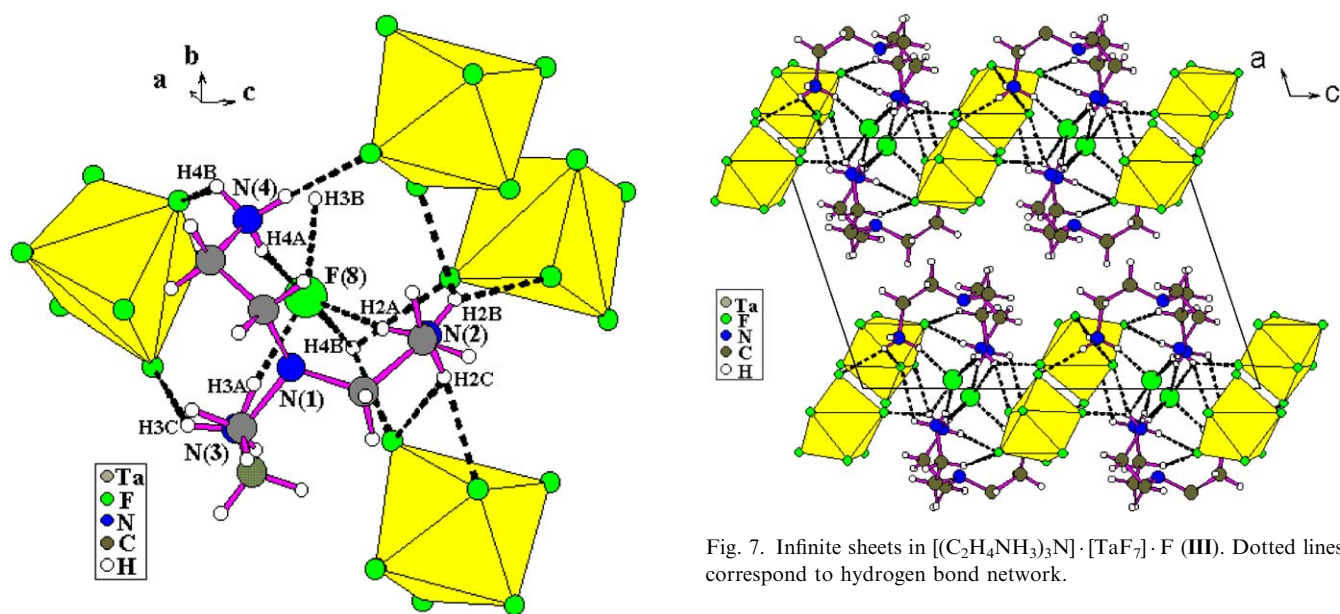 b
a
c
H4B
N(4)
H3B
H4A
F(8)
H2A
H2B
H4B
N(2)
H3A
H2C
N(1)
H3C
N(3)
Ta
F
N
C
H
a
c
Ta
F
N
C
H
Fig. 7. Infinite sheets in [(C₂H₄NH₃)₃N]·[TaF₇]·F (III). Dotted lines
correspond to hydrogen bond network.